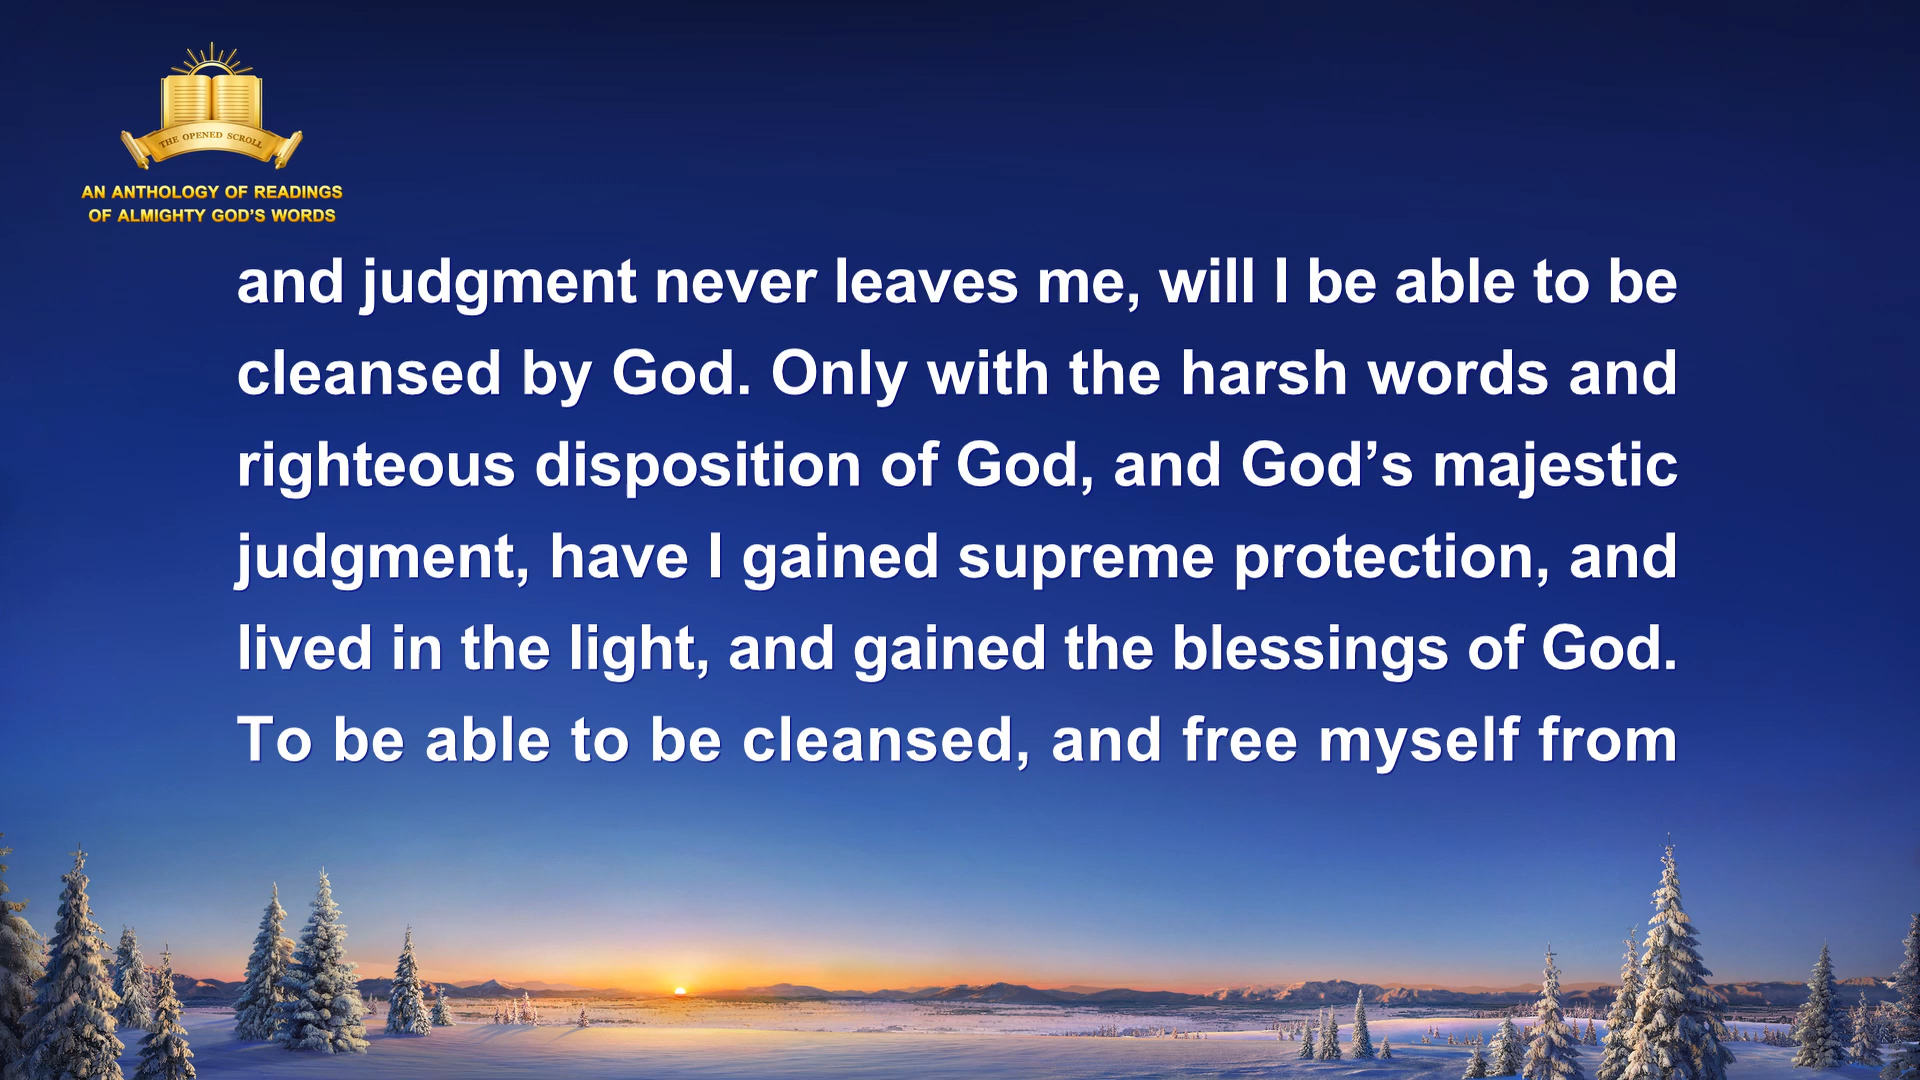 THE OPENED SCROLL
AN ANTHOLOGY OF READINGS
OF ALMIGHTY GOD’S WORDS
and judgment never leaves me, will I be able to be
cleansed by God. Only with the harsh words and
righteous disposition of God, and God’s majestic
judgment, have I gained supreme protection, and
lived in the light, and gained the blessings of God.
To be able to be cleansed, and free myself from